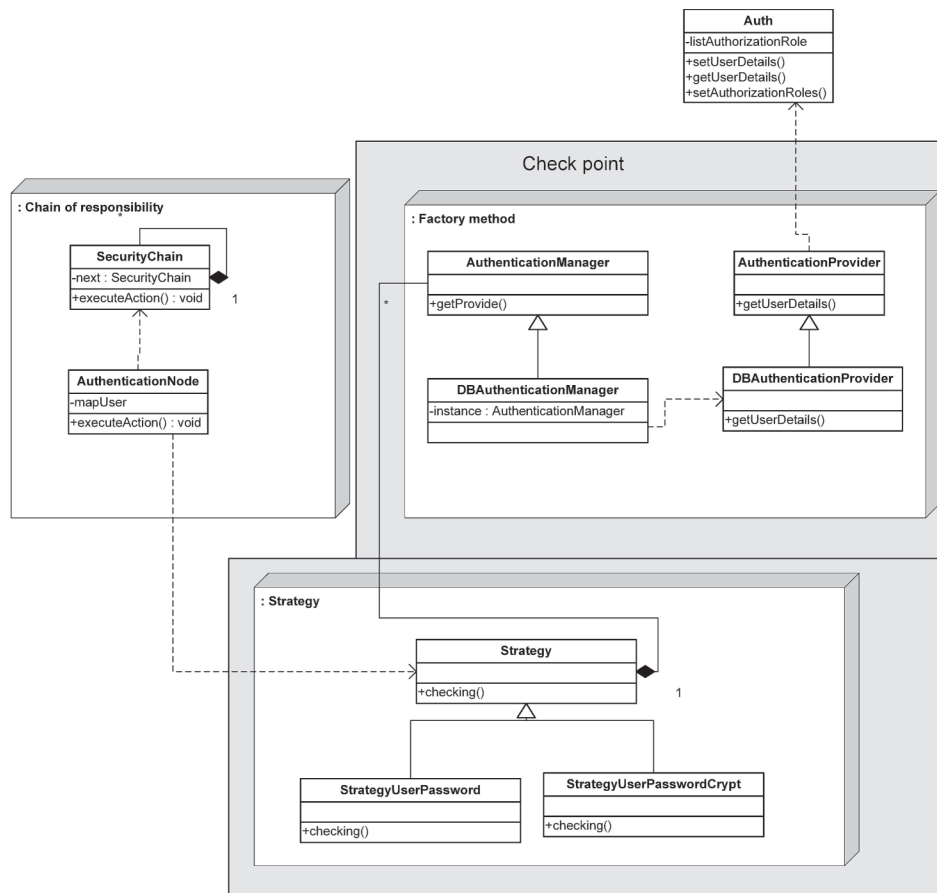 Auth
-listAuthorizationRole
+setUserDetails()
+getUserDetails()
+setAuthorizationRoles()
Check point
: Chain of responsibility
*
SecurityChain
-next : SecurityChain
+executeAction() : void
1
AuthenticationNode
-mapUser
+executeAction() : void
: Factory method
AuthenticationManager
+getProvide()
*
AuthenticationProvider
+getUserDetails()
DBAuthenticationManager
-instance : AuthenticationManager
DBAuthenticationProvider
+getUserDetails()
: Strategy
Strategy
+checking()
1
StrategyUserPassword
+checking()
StrategyUserPasswordCrypt
+checking()